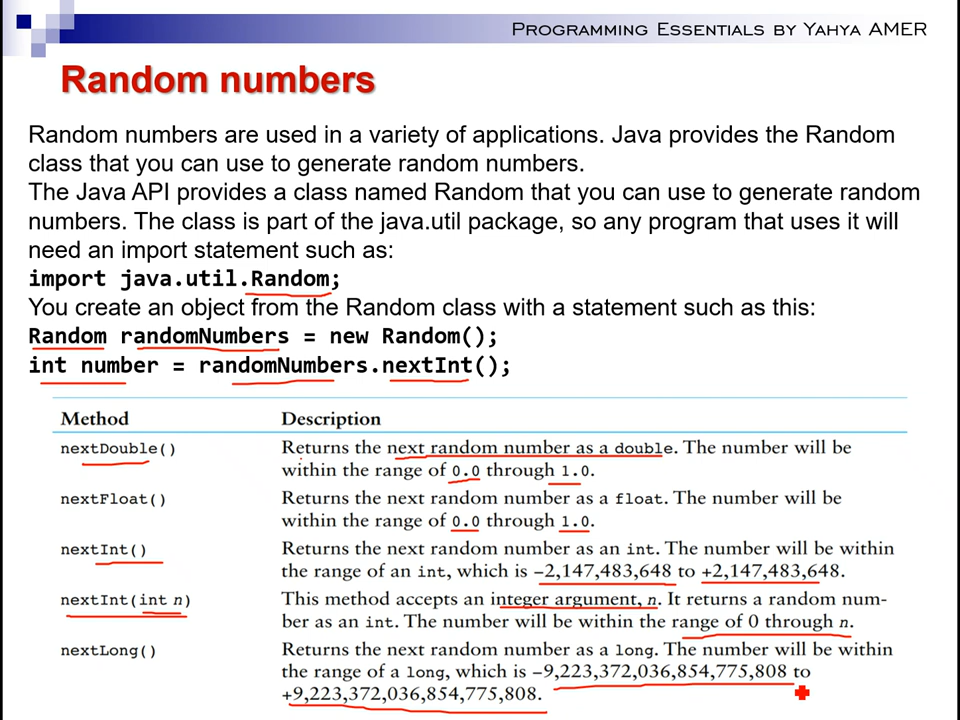 PROGRAMMING ESSENTIALS BY YAHYA AMER
Random numbers
Random numbers are used in a variety of applications. Java provides the Random
class that you can use to generate random numbers.
The Java API provides a class named Random that you can use to generate random
numbers. The class is part of the java.util package, so any program that uses it will
need an import statement such as:
import java.util.Random;
You create an object from the Random class with a statement such as this:
Random randomNumbers = new Random();
int number = randomNumbers.nextInt();
Method Description
nextDouble() Returns the next random number as a double. The number will be
within the range of 0.0 through 1.0.
nextFloat() Returns the next random number as a float. The number will be
within the range of 0.0 through 1.0.
nextInt() Returns the next random number as an int. The number will be within
the range of an int, which is −2,147,483,648 to +2,147,483,648.
nextInt(int n) This method accepts an integer argument, n. It returns a random num-
ber as an int. The number will be within the range of 0 through n.
nextLong() Returns the next random number as a long. The number will be within
the range of a long, which is −9,223,372,036,854,775,808 to
+9,223,372,036,854,775,808.